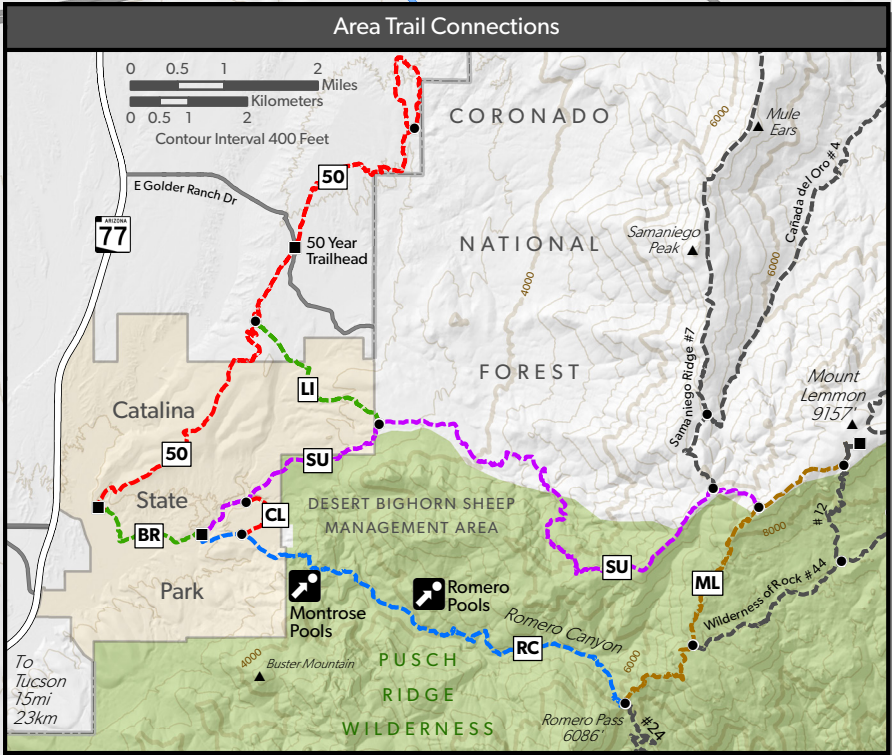 Area Trail Connections
0 0.5 1 2
Miles
Kilometers
0 0.5 1 2
Contour Interval 400 Feet
CORONADO
6000
Mule
Ears
E Golder Ranch Dr
50
Cañada del Oro #4
ARIZONA
77
50 Year
Trailhead
NATIONAL
Samaniego
Peak
6000
4000
Samaniego Ridge #7
FOREST
LI
Mount
Lemmon
9157'
Catalina
50
SU
State
DESERT BIGHORN SHEEP
MANAGEMENT AREA
CL
BR
#12
8000
SU
ML
Wilderness of Rock #44
Park
Montrose
Pools
Romero
Pools
Romero Canyon
RC
To
Tucson
15mi
23km
4000
Buster Mountain
PUSCH
RIDGE
WILDERNESS
6000
Romero Pass
6086'
#24